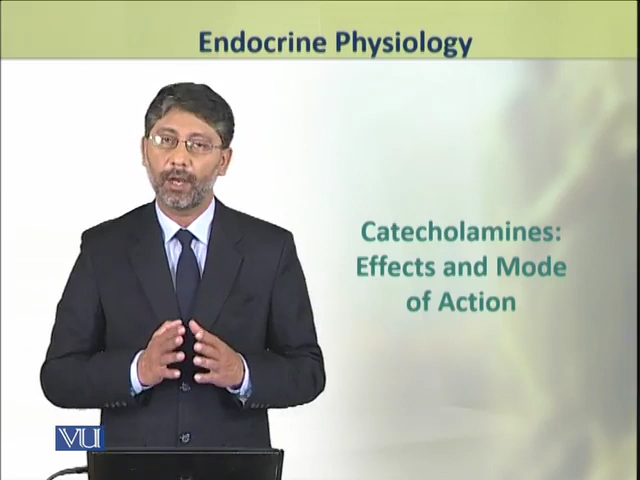 Endocrine Physiology
Catecholamines:
Effects and Mode
of Action
VU